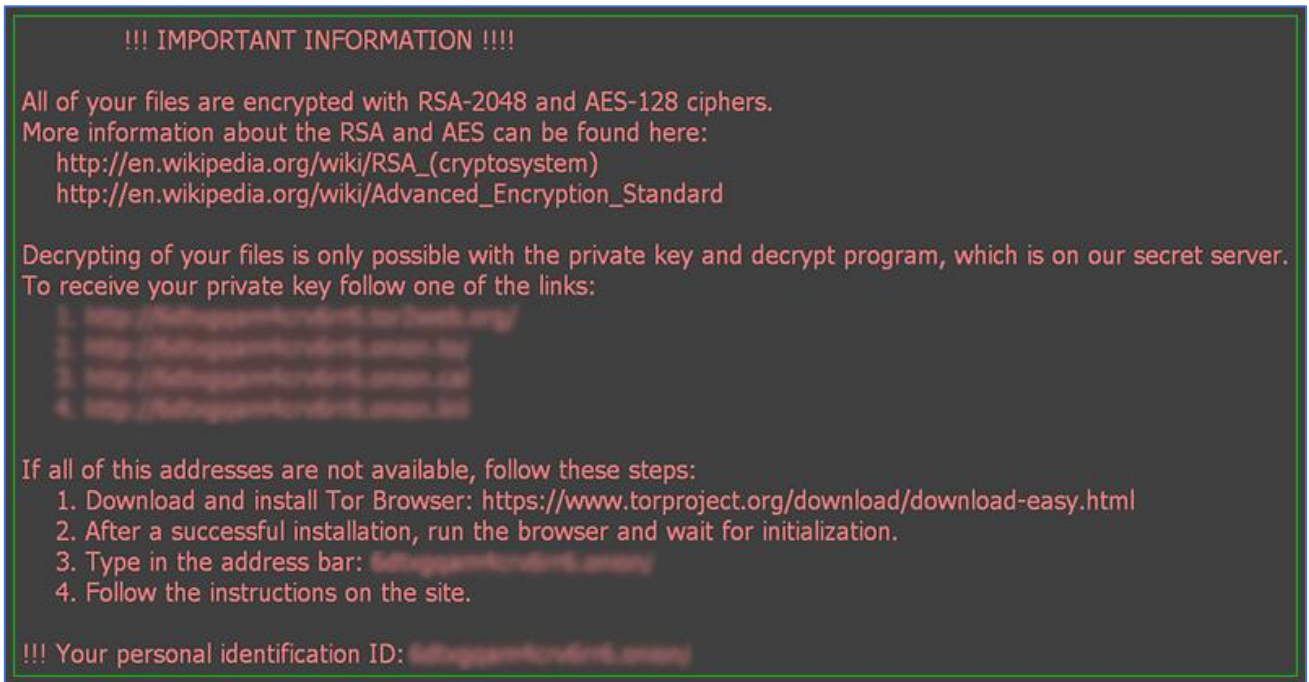 !!! IMPORTANT INFORMATION !!!!
All of your files are encrypted with RSA-2048 and AES-128 ciphers.
More information about the RSA and AES can be found here:
http://en.wikipedia.org/wiki/RSA_(cryptosystem)
http://en.wikipedia.org/wiki/Advanced_Encryption_Standard
Decrypting of your files is only possible with the private key and decrypt program, which is on our secret server.
To receive your private key follow one of the links:
1.
2.
3.
4.
If all of this addresses are not available, follow these steps:
1. Download and install Tor Browser: https://www.torproject.org/download/download-easy.html
2. After a successful installation, run the browser and wait for initialization.
3. Type in the address bar:
4. Follow the instructions on the site.
!!! Your personal identification ID: